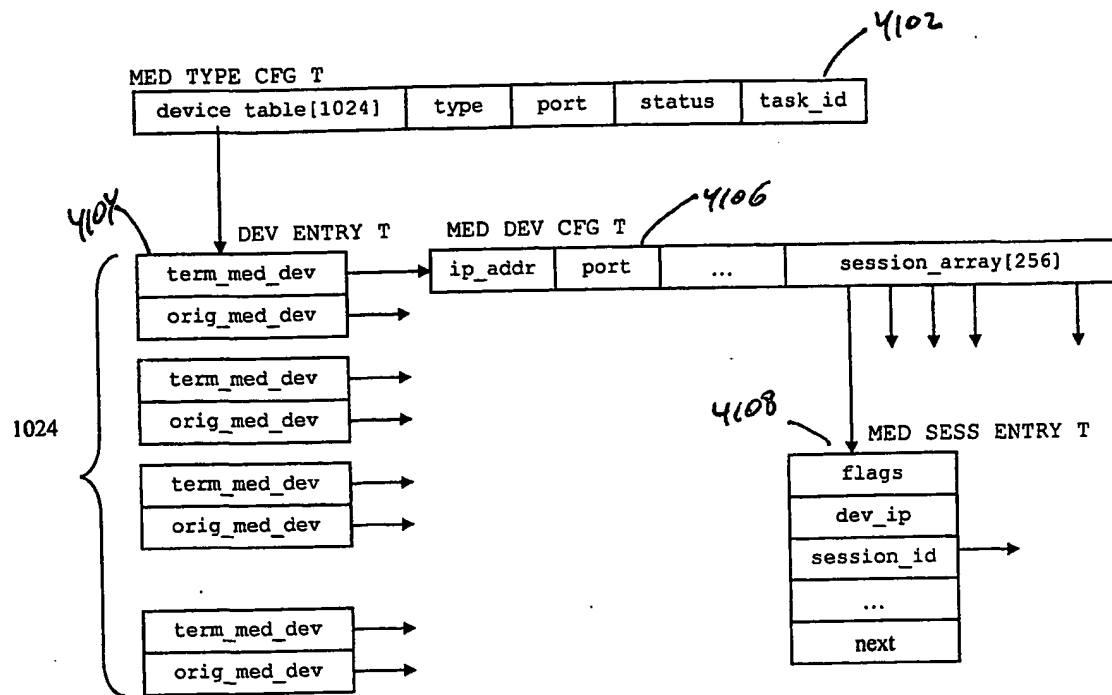 4102
MED TYPE CFG T
device table[1024] type port status task_id
4104
DEV ENTRY T
MED DEV CFG T
4106
term_med_dev
orig_med_dev
ip_addr port ... session_array[256]
term_med_dev
orig_med_dev
1024
term_med_dev
orig_med_dev
term_med_dev
orig_med_dev
4108
MED SESS ENTRY T
flags
dev_ip
session_id
...
next